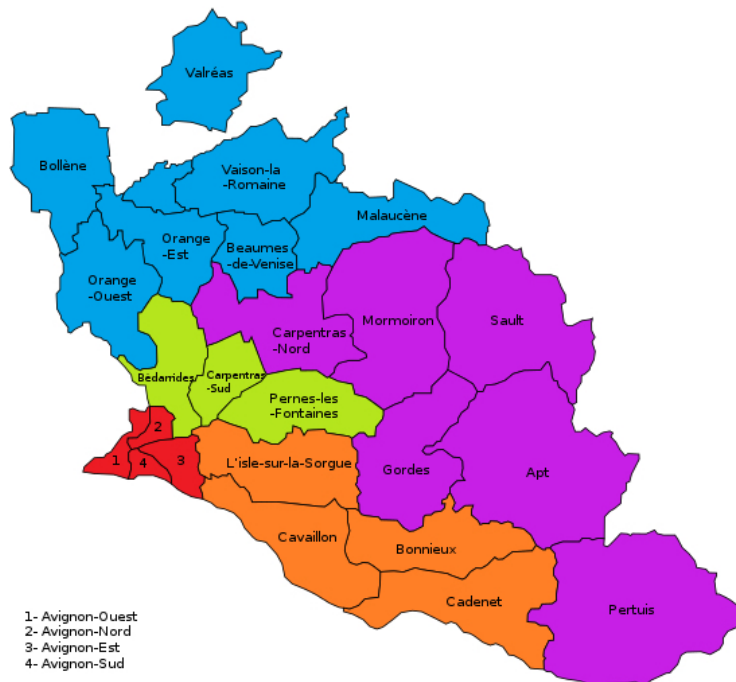 Valréas
Bollène
Vaison-la
-Romaine
Malaucène
Orange
-Est
Beaumes
-de-Venise
Orange
-Ouest
Carpentras
-Nord
Mormoiron
Sault
Bédarrides
Carpentras
-Sud
Pernes-les
-Fontaines
2
1
4
3
L'isle-sur-la-Sorgue
Gordes
Apt
Cavaillon
Bonnieux
Cadenet
Pertuis
1- Avignon-Ouest
2- Avignon-Nord
3- Avignon-Est
4- Avignon-Sud